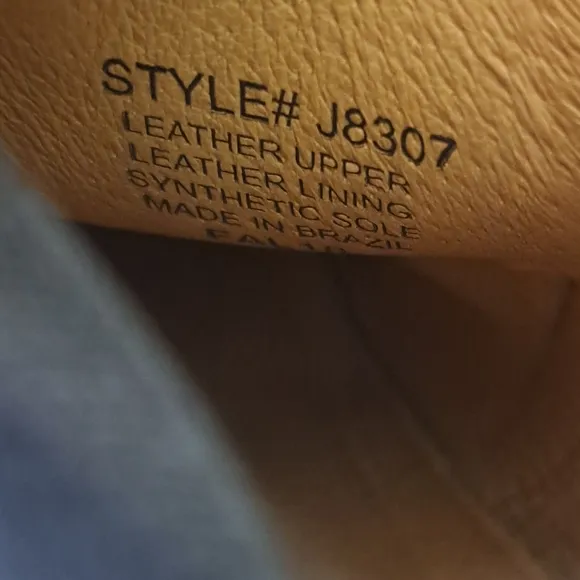 STYLE# J8307
LEATHER UPPER
LEATHER LINING
SYNTHETIC SOLE
MADE IN BRAZIL